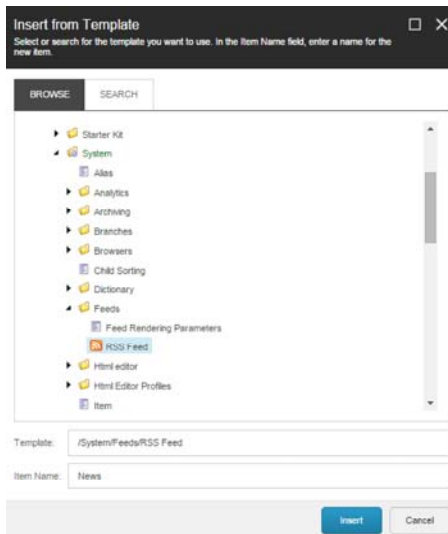 Insert from Template
Select or search for the template you want to use. In the Item Name field, enter a name for the
new item.
BROWSE SEARCH
Starter Kit
System
Alias
Analytics
Archiving
Branches
Browsers
Child Sorting
Dictionary
Feeds
Feed Rendering Parameters
RSS Feed
Html editor
Html Editor Profiles
Item
Template: /System/Feeds/RSS Feed
Item Name: News
Insert Cancel